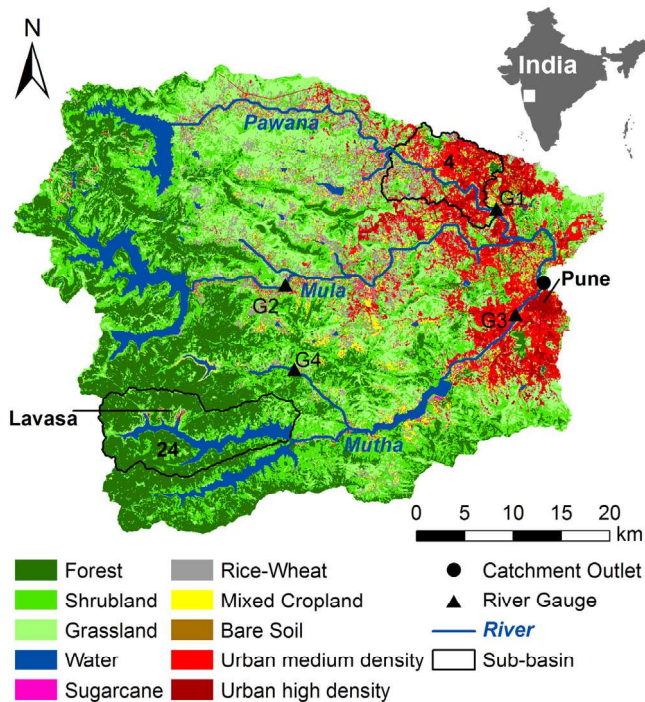 N
India
Pawana
4
G1
Pune
Mula
G2
G3
G4
Lavasa
24
Mutha
0 5 10 15 20
km
Forest
Shrubland
Grassland
Water
Sugarcane
Rice-Wheat
Mixed Cropland
Bare Soil
Urban medium density
Urban high density
Catchment Outlet
River Gauge
River
Sub-basin